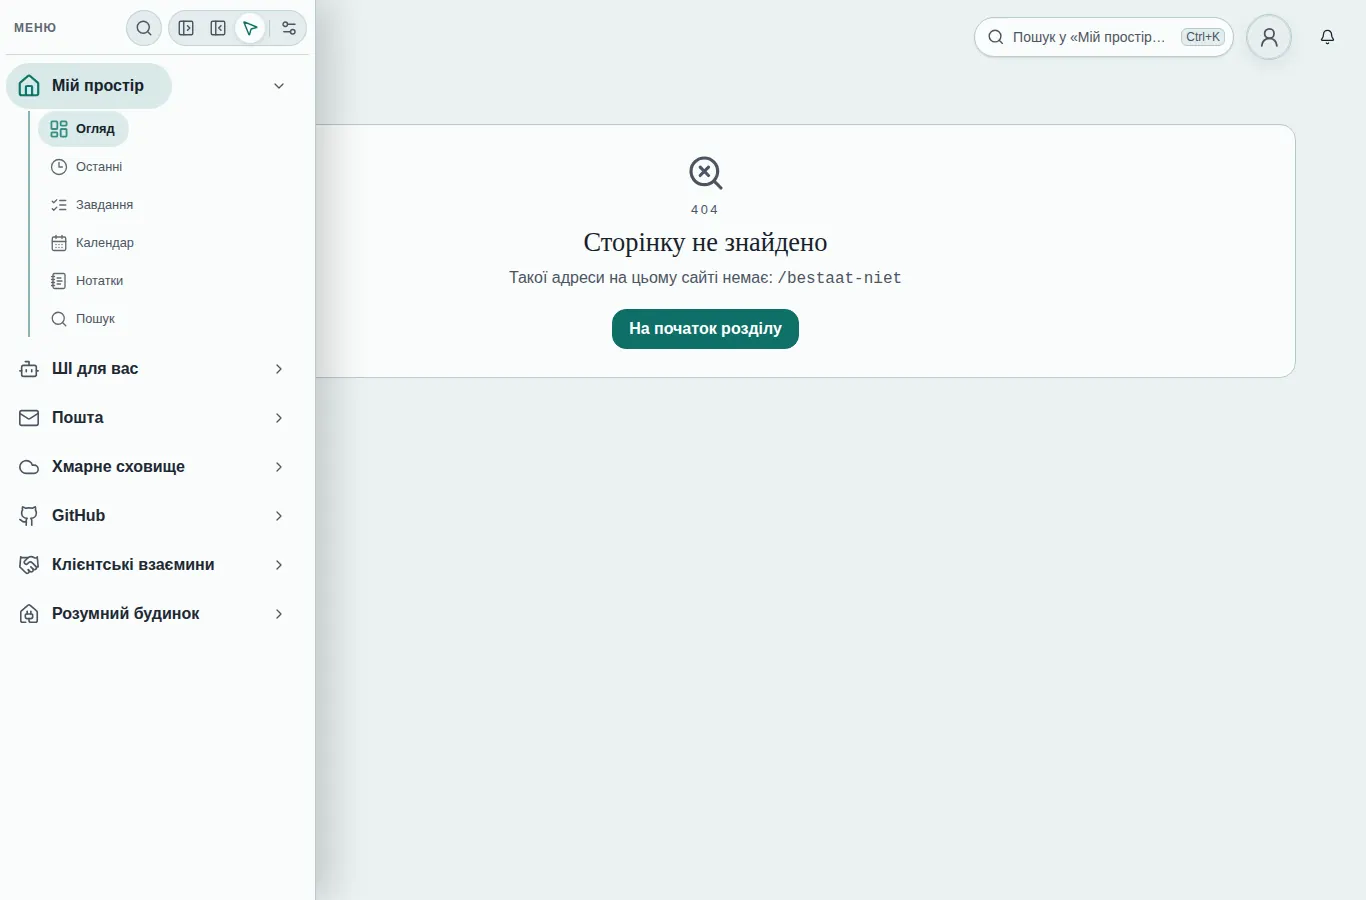 МЕНЮ
Пошук у «Мій простір…
Ctrl+K
Мій простір
Огляд
Останні
Завдання
Календар
Нотатки
Пошук
ШІ для вас
Пошта
Хмарне сховище
GitHub
Клієнтські взаємини
Розумний будинок
404
Сторінку не знайдено
Такої адреси на цьому сайті немає: /bestaat-niet
На початок розділу